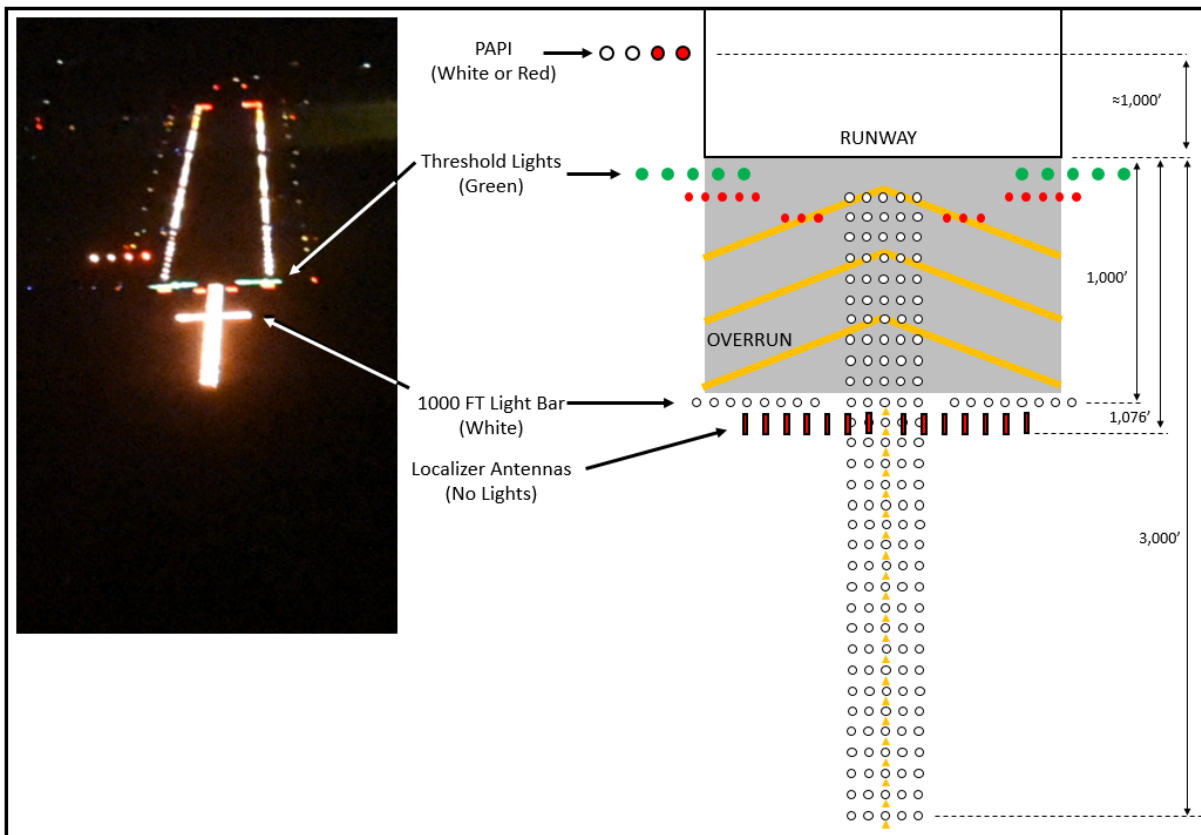 PAPI
(White or Red)
≈1,000’
RUNWAY
Threshold Lights
(Green)
1,000’
OVERRUN
1000 FT Light Bar
(White)
1,076’
Localizer Antennas
(No Lights)
3,000’